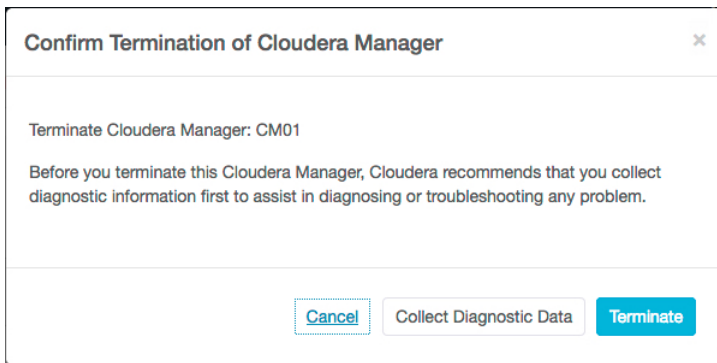 Confirm Termination of Cloudera Manager
×
Terminate Cloudera Manager: CM01
Before you terminate this Cloudera Manager, Cloudera recommends that you collect
diagnostic information first to assist in diagnosing or troubleshooting any problem.
Cancel Collect Diagnostic Data Terminate